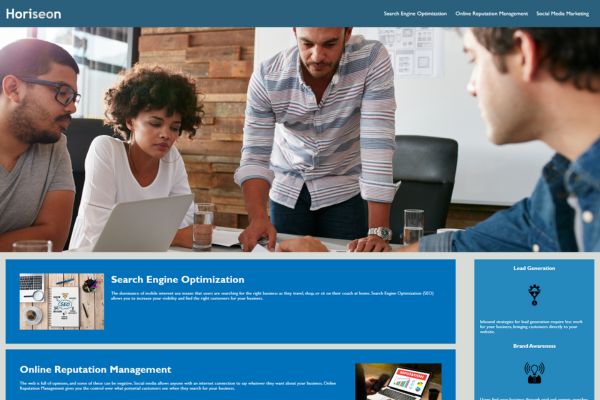 Horiseon
Search Engine Optimization
Online Reputation Management
Social Media Marketing
Search Engine Optimization
The dominance of mobile internet use means that users are searching for the right business as they travel, shop, or sit on their couch at home. Search Engine Optimization (SEO)
allows you to increase your visibility and find the right customers for your business.
Lead Generation
Inbound strategies for lead generation require less work
for your business, bringing customers directly to your
website.
Brand Awareness
Online Reputation Management
The web is full of opinions, and some of these can be negative. Social media allows anyone with an internet connection to say whatever they want about your business. Online
Reputation Management gives you the control over what potential customers see when they search for your business.